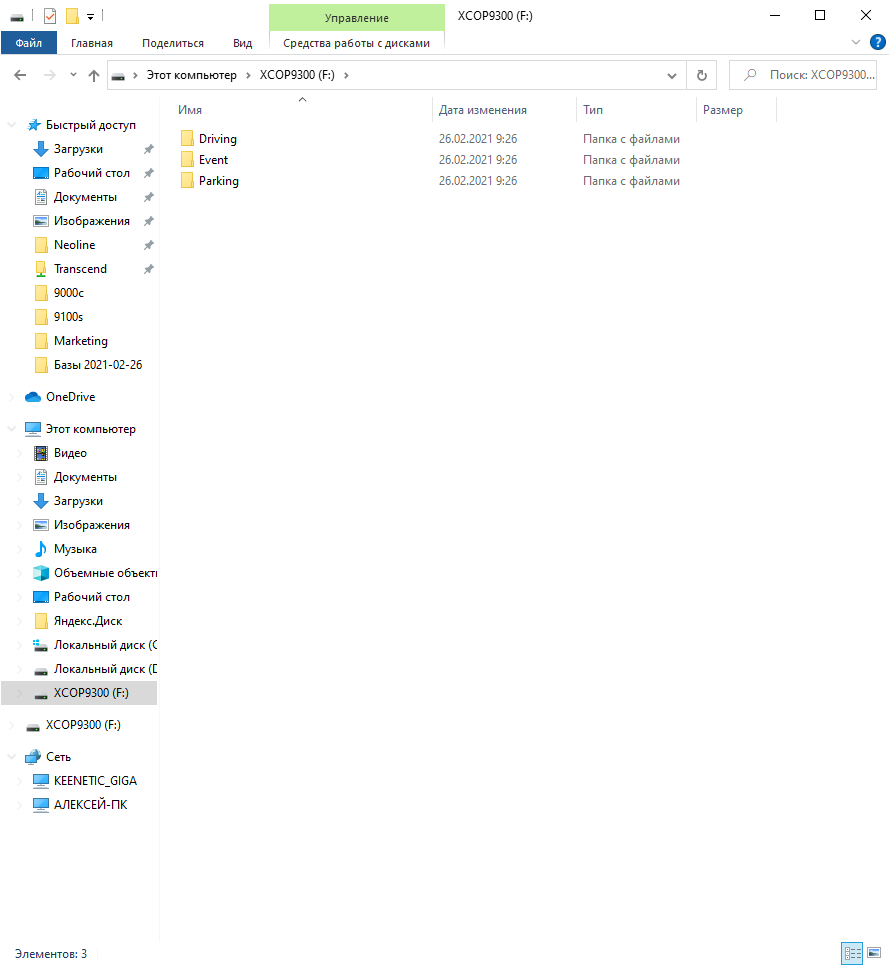 Управление
XCOP9300 (F:)
Файл
Главная
Поделиться
Вид
Средства работы с дисками
Этот компьютер
XCOP9300 (F:)
Поиск: XCOP9300...
Имя
Дата изменения
Тип
Размер
Driving 26.02.2021 9:26 Папка с файлами
Event 26.02.2021 9:26 Папка с файлами
Parking 26.02.2021 9:26 Папка с файлами
Быстрый доступ
Загрузки
Рабочий стол
Документы
Изображения
Neoline
Transcend
9000c
9100s
Marketing
Базы 2021-02-26
OneDrive
Этот компьютер
Видео
Документы
Загрузки
Изображения
Музыка
Объемные объекты
Рабочий стол
Яндекс.Диск
Локальный диск (C
Локальный диск (D
XCOP9300 (F:)
XCOP9300 (F:)
Сеть
KEENETIC_GIGA
АЛЕКСЕЙ-ПК
Элементов: 3